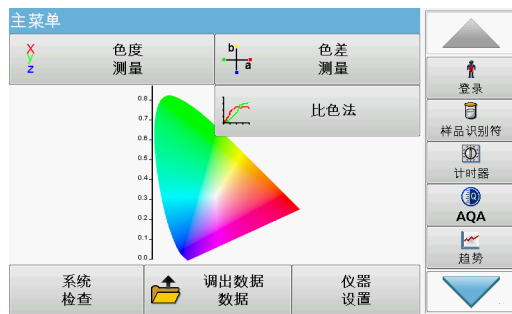 主菜单
X
y
z
色度
测量
b
a
色差
测量
比色法
0.8
0.7
0.6
0.5
0.4
0.3
0.2
0.1
0.0
系统
检查
调出数据
数据
仪器
设置
登录
样品识别符
计时器
AQA
趋势